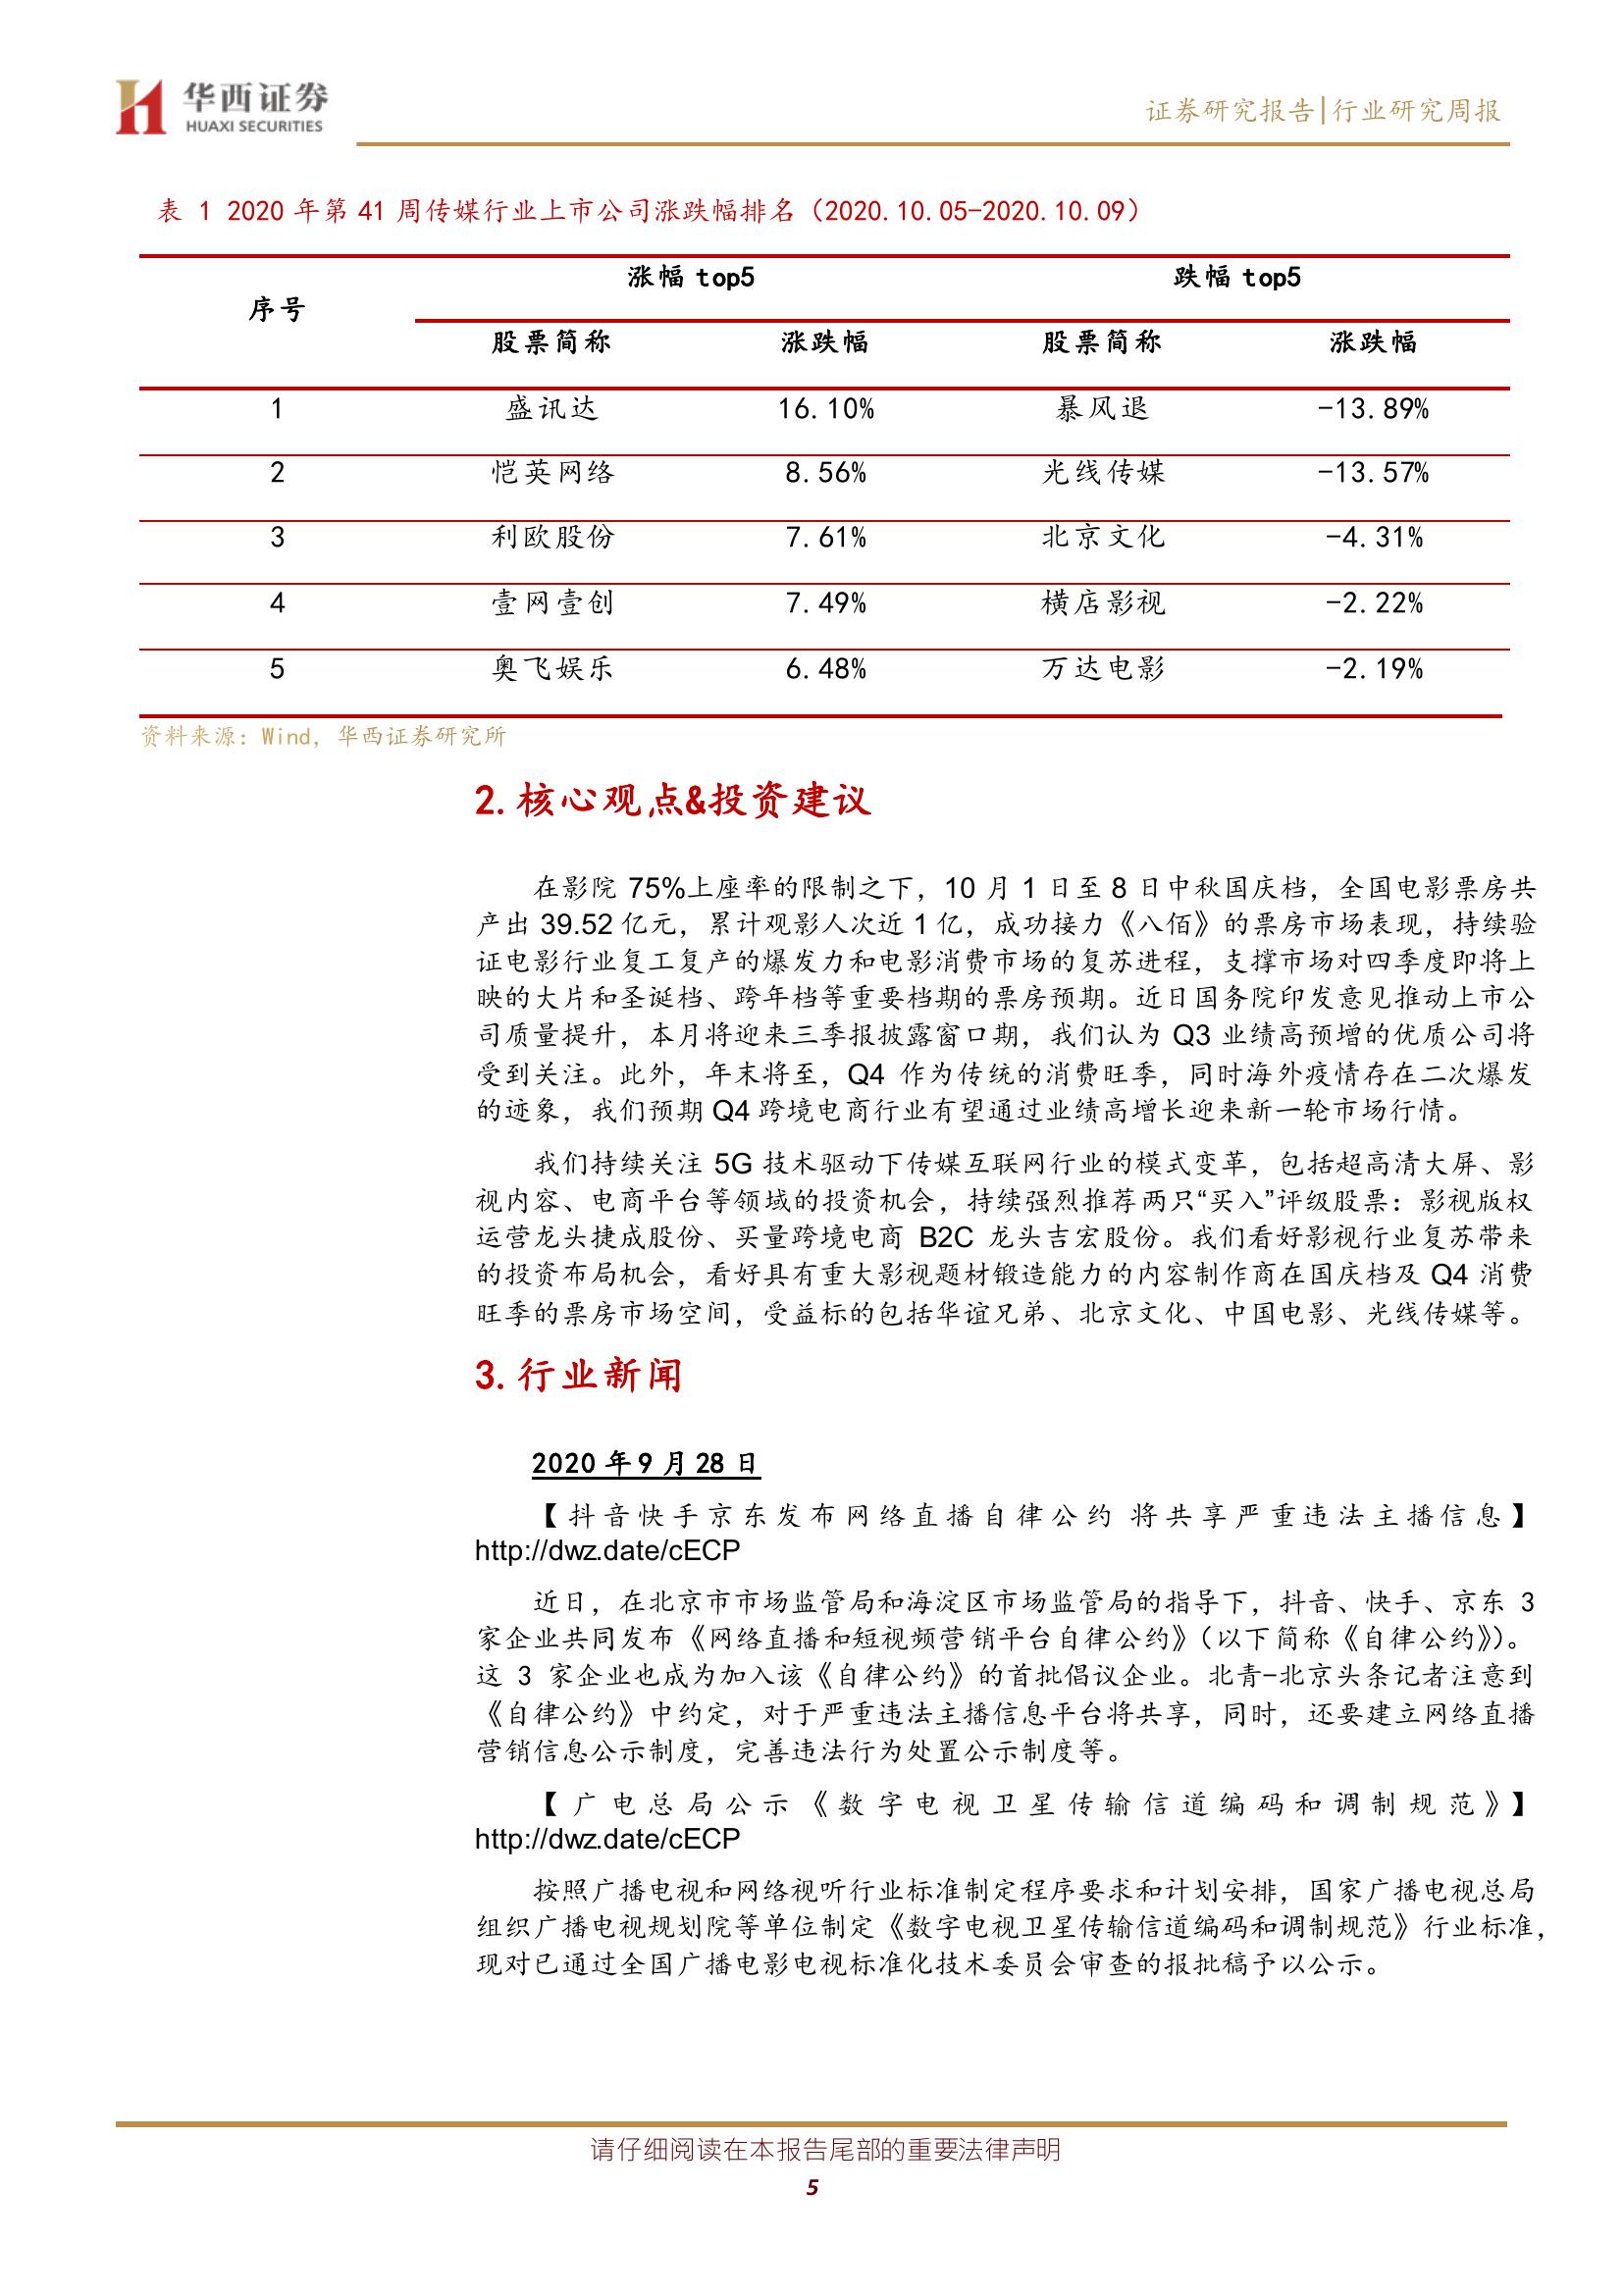 华西证券
HUAXI SECURITIES
证券研究报告|行业研究周报
表 1 2020 年第 41 周传媒行业上市公司涨跌幅排名（2020.10.05-2020.10.09）
序号 涨幅 top5 跌幅 top5
股票简称 涨跌幅 股票简称 涨跌幅
1 盛讯达 16.10% 暴风退 -13.89%
2 恺英网络 8.56% 光线传媒 -13.57%
3 利欧股份 7.61% 北京文化 -4.31%
4 壹网壹创 7.49% 横店影视 -2.22%
5 奥飞娱乐 6.48% 万达电影 -2.19%
资料来源：Wind，华西证券研究所
2. 核心观点&投资建议
在影院 75%上座率的限制之下，10 月 1 日至 8 日中秋国庆档，全国电影票房共
产出 39.52 亿元，累计观影人次近 1 亿，成功接力《八佰》的票房市场表现，持续验
证电影行业复工复产的爆发力和电影消费市场的复苏进程，支撑市场对四季度即将上
映的大片和圣诞档、跨年档等重要档期的票房预期。近日国务院印发意见推动上市公
司质量提升，本月将迎来三季报披露窗口期，我们认为 Q3 业绩高预增的优质公司将
受到关注。此外，年末将至，Q4 作为传统的消费旺季，同时海外疫情存在二次爆发
的迹象，我们预期 Q4 跨境电商行业有望通过业绩高增长迎来新一轮市场行情。
我们持续关注 5G 技术驱动下传媒互联网行业的模式变革，包括超高清大屏、影
视内容、电商平台等领域的投资机会，持续强烈推荐两只“买入”评级股票：影视版权
运营龙头捷成股份、买量跨境电商 B2C 龙头吉宏股份。我们看好影视行业复苏带来
的投资布局机会，看好具有重大影视题材锻造能力的内容制作商在国庆档及 Q4 消费
旺季的票房市场空间，受益标的包括华谊兄弟、北京文化、中国电影、光线传媒等。
3. 行业新闻
2020 年 9 月 28 日
【抖音快手京东发布网络直播自律公约 将共享严重违法主播信息】
http://dwz.date/cECP
近日，在北京市市场监管局和海淀区市场监管局的指导下，抖音、快手、京东 3
家企业共同发布《网络直播和短视频营销平台自律公约》（以下简称《自律公约》）。
这 3 家企业也成为加入该《自律公约》的首批倡议企业。北青-北京头条记者注意到
《自律公约》中约定，对于严重违法主播信息平台将共享，同时，还要建立网络直播
营销信息公示制度，完善违法行为处置公示制度等。
【广电总局公示《数字电视卫星传输信道编码和调制规范》】
http://dwz.date/cECP
按照广播电视和网络视听行业标准制定程序要求和计划安排，国家广播电视总局
组织广播电视规划院等单位制定《数字电视卫星传输信道编码和调制规范》行业标准，
现对已通过全国广播电影电视标准化技术委员会审查的报批稿予以公示。
请仔细阅读在本报告尾部的重要法律声明
5